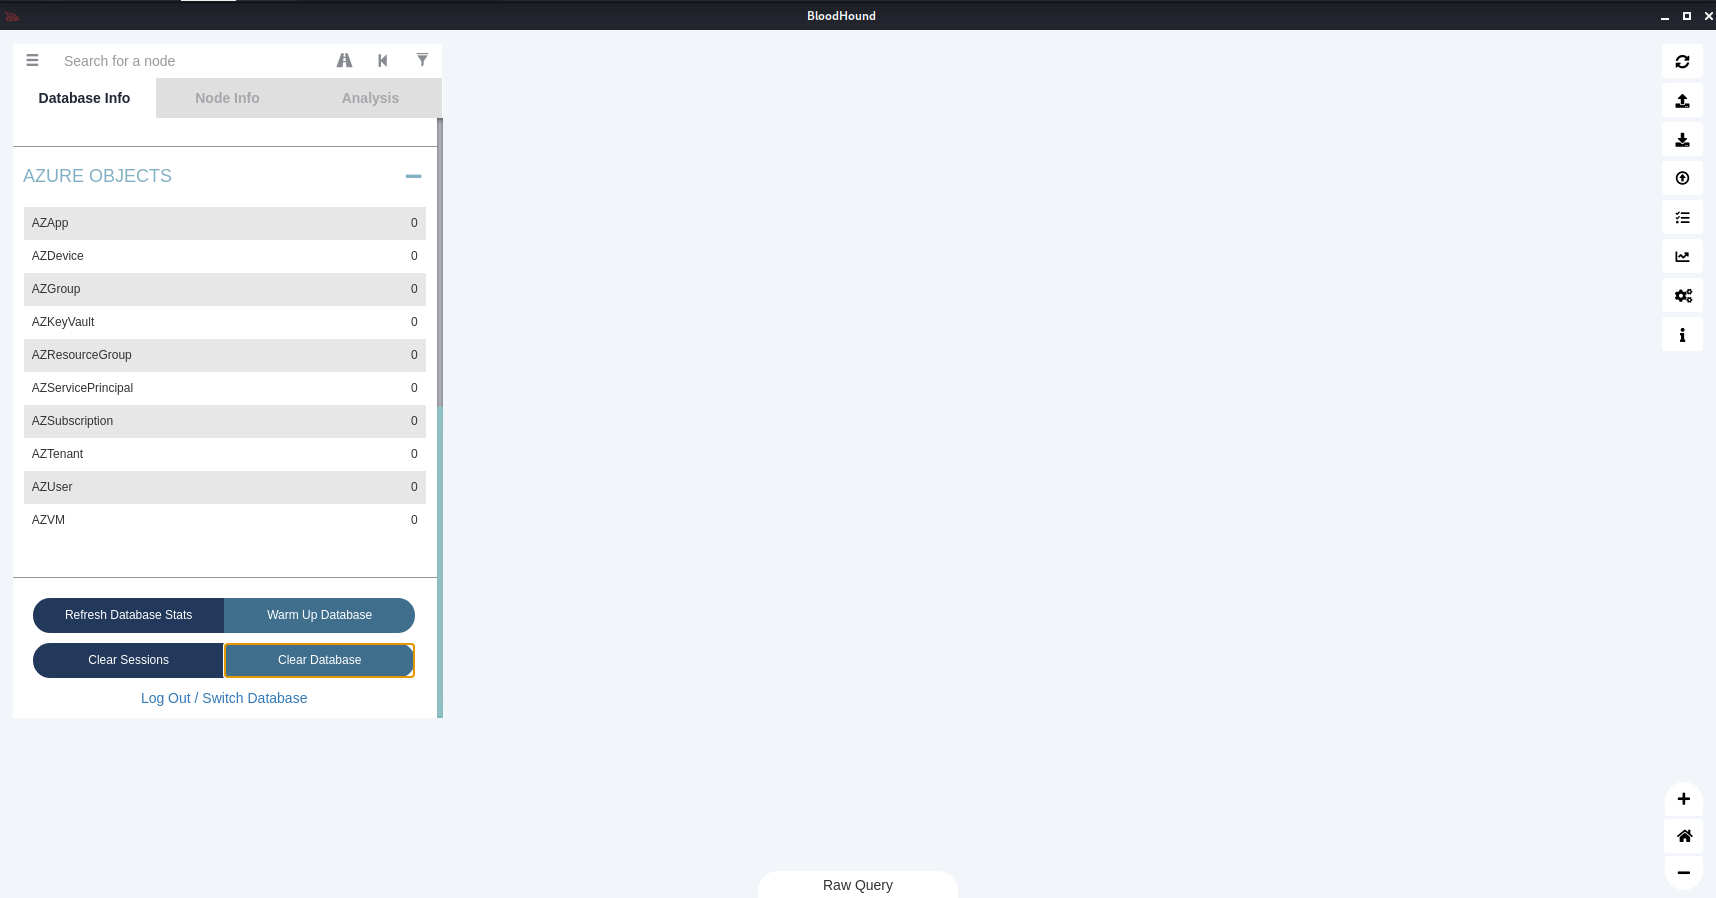 BloodHound
Search for a node
Database Info Node Info Analysis
AZURE OBJECTS
AZApp 0
AZDevice 0
AZGroup 0
AZKeyVault 0
AZResourceGroup 0
AZServicePrincipal 0
AZSubscription 0
AZTenant 0
AZUser 0
AZVM 0
Refresh Database Stats Warm Up Database
Clear Sessions Clear Database
Log Out / Switch Database
Raw Query